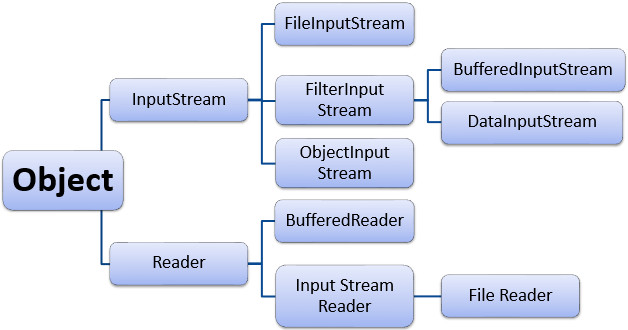 FileInputStream
BufferedInputStream
InputStream
FilterInput
Stream
DataInputStream
ObjectInput
Stream
Object
BufferedReader
Reader
Input Stream
Reader
File Reader